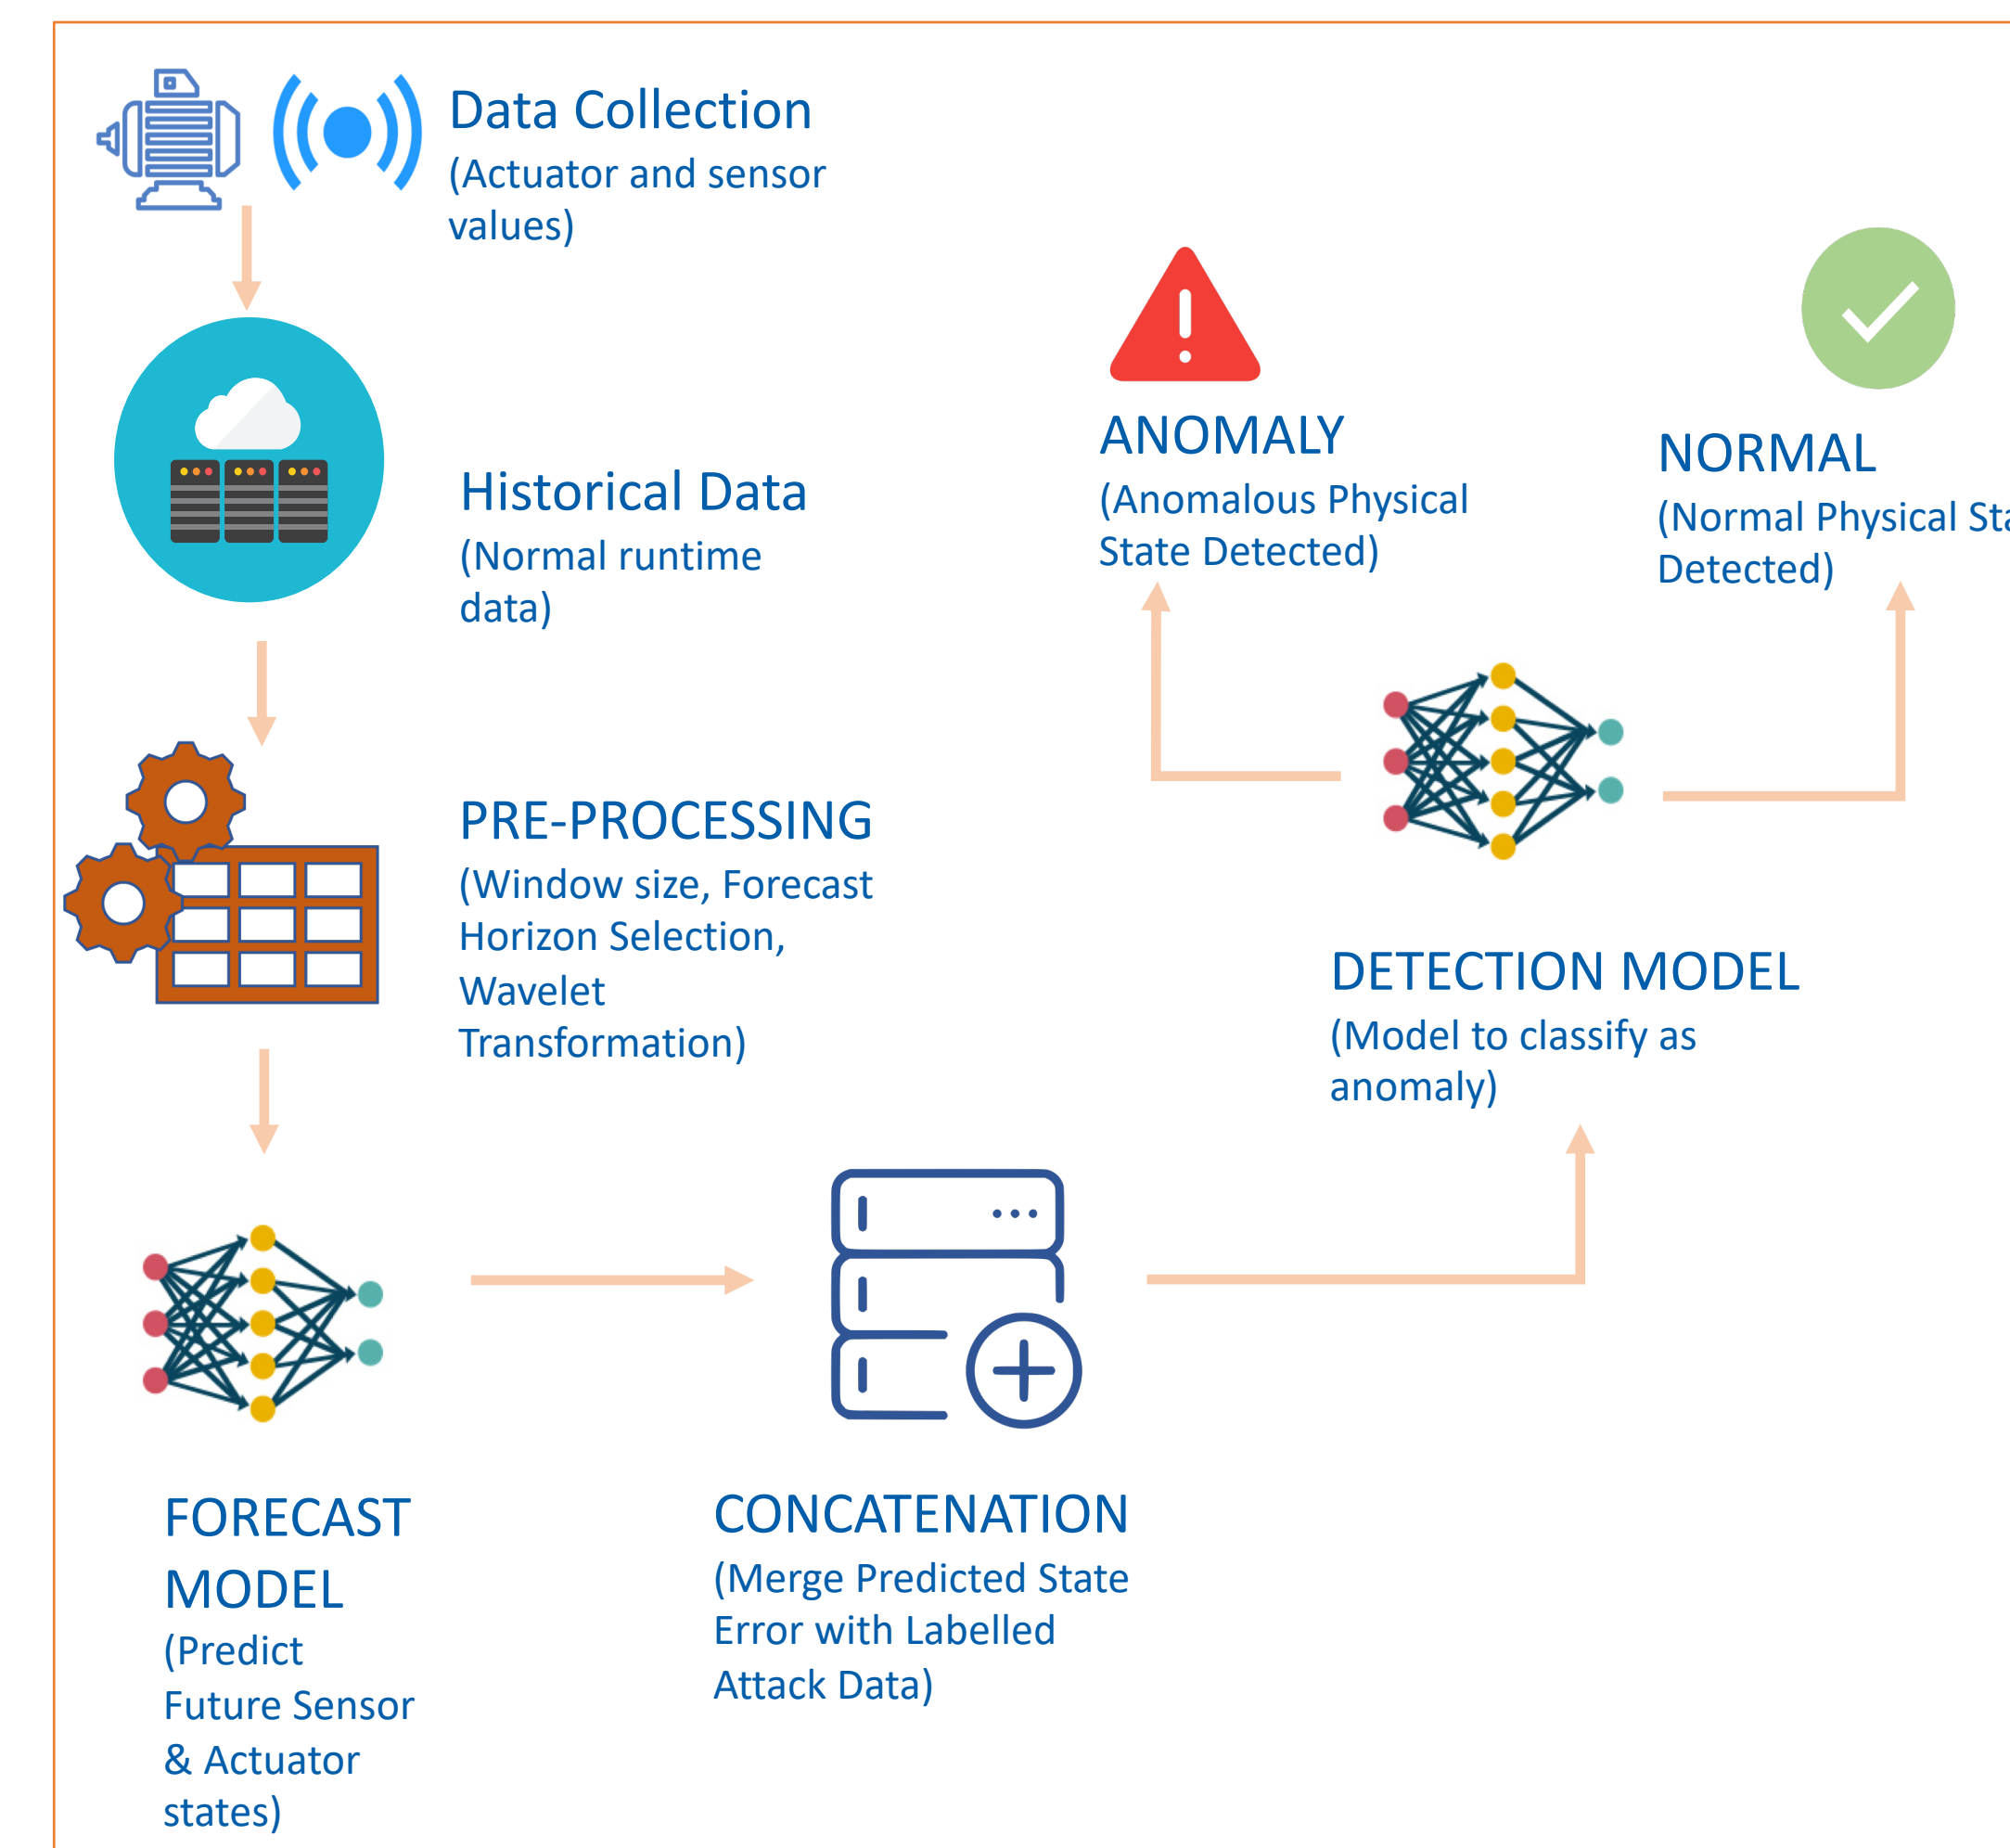 Data Collection
(Actuator and sensor
values)
Historical Data
(Normal runtime
data)
PRE-PROCESSING
(Window size, Forecast
Horizon Selection,
Wavelet
Transformation)
FORECAST
MODEL
(Predict
Future Sensor
& Actuator
states)
CONCATENATION
(Merge Predicted State
Error with Labelled
Attack Data)
DETECTION MODEL
(Model to classify as
anomaly)
ANOMALY
(Anomalous Physical
State Detected)
NORMAL
(Normal Physical
Detected)